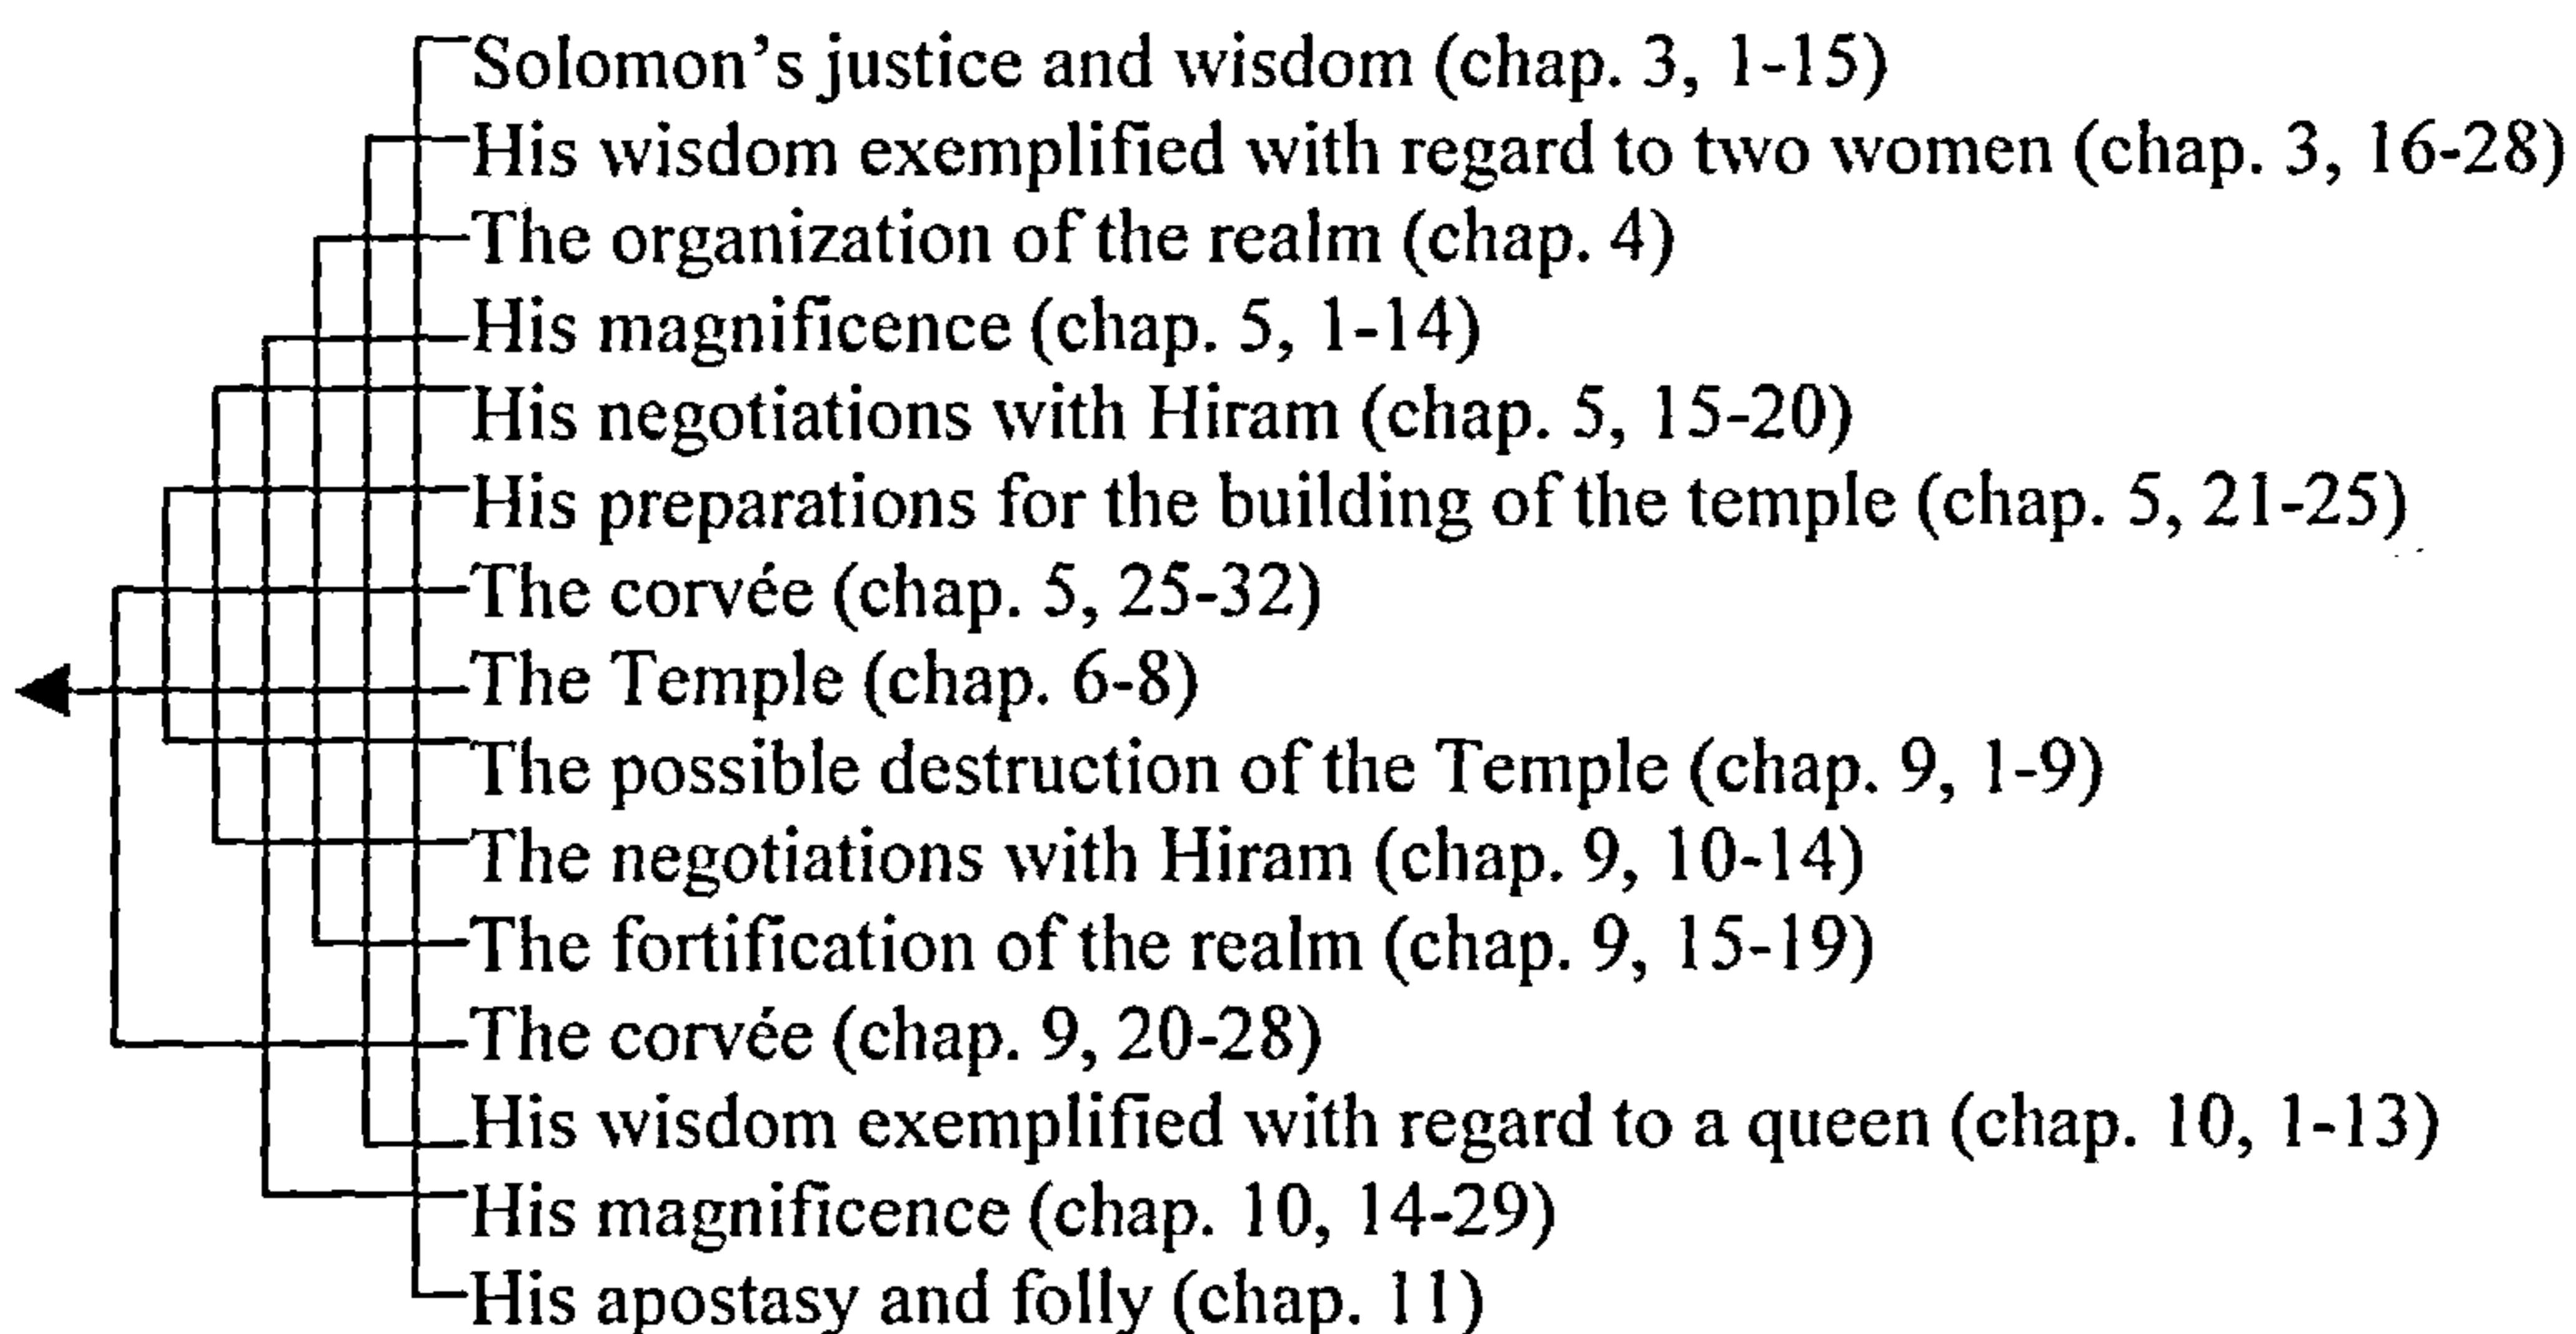 Solomon's justice and wisdom (chap. 3, 1-15)
His wisdom exemplified with regard to two women (chap. 3, 16-28)
The organization of the realm (chap. 4)
His magnificence (chap. 5, 1-14)
His negotiations with Hiram (chap. 5, 15-20)
His preparations for the building of the temple (chap. 5, 21-25)
The corvée (chap. 5, 25-32)
The Temple (chap. 6-8)
The possible destruction of the Temple (chap. 9, 1-9)
The negotiations with Hiram (chap. 9, 10-14)
The fortification of the realm (chap. 9, 15-19)
The corvée (chap. 9, 20-28)
His wisdom exemplified with regard to a queen (chap. 10, 1-13)
His magnificence (chap. 10, 14-29)
His apostasy and folly (chap. 11)